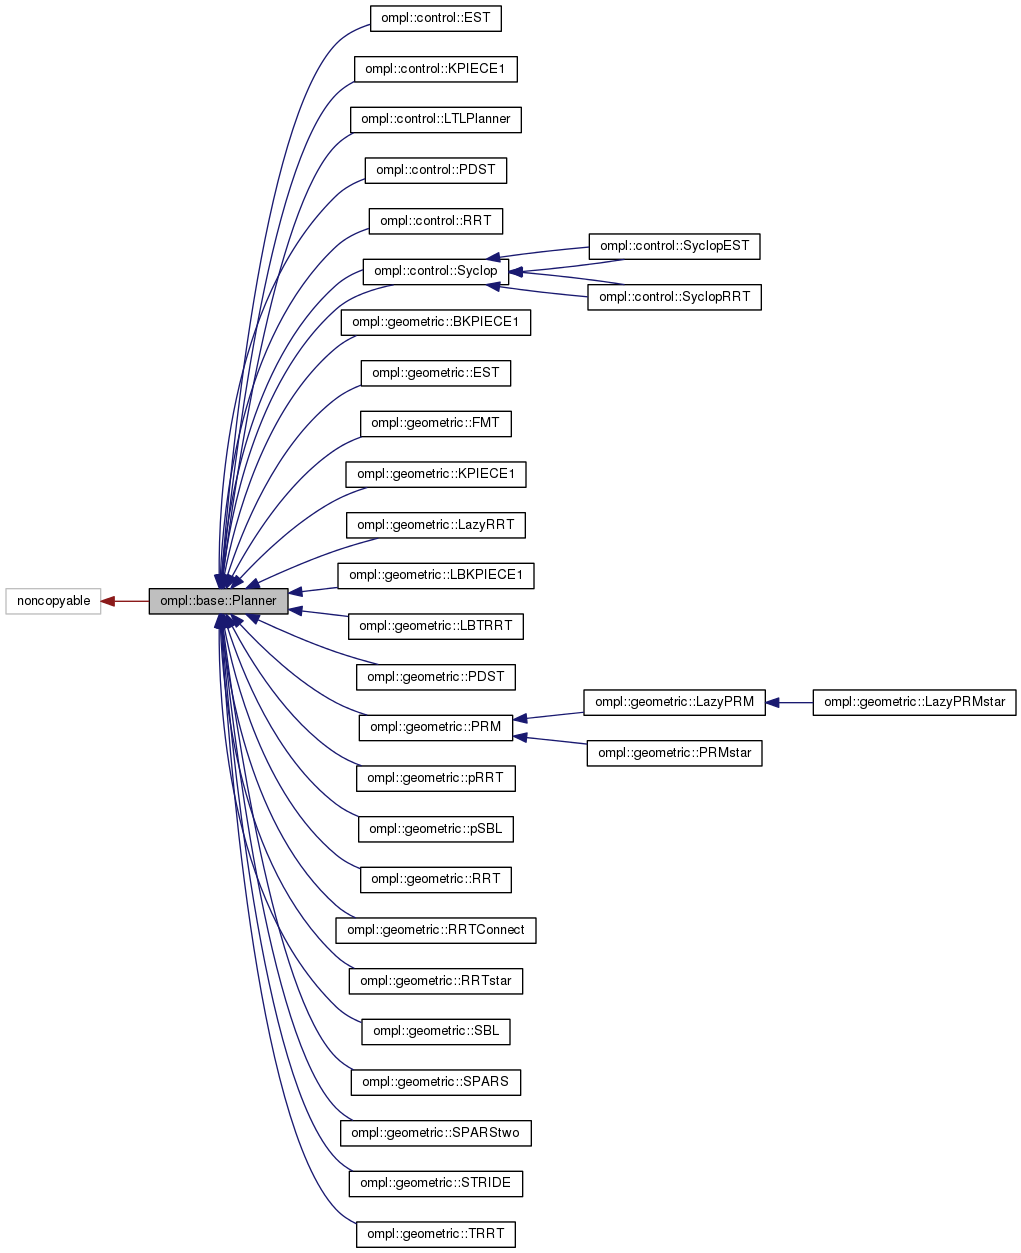 ompl::control::EST
ompl::control::KPIECE1
ompl::control::LTLPlanner
ompl::control::PDST
ompl::control::RRT
ompl::control::SyclopEST
ompl::control::Syclop
ompl::control::SyclopRRT
ompl::geometric::BKPIECE1
ompl::geometric::EST
ompl::geometric::FMT
ompl::geometric::KPIECE1
ompl::geometric::LazyRRT
ompl::geometric::LBKPIECE1
noncopyable
ompl::base::Planner
ompl::geometric::LBTRRT
ompl::geometric::PDST
ompl::geometric::LazyPRM
ompl::geometric::LazyPRMstar
ompl::geometric::PRM
ompl::geometric::PRMstar
ompl::geometric::pRRT
ompl::geometric::pSBL
ompl::geometric::RRT
ompl::geometric::RRTConnect
ompl::geometric::RRTstar
ompl::geometric::SBL
ompl::geometric::SPARS
ompl::geometric::SPARStwo
ompl::geometric::STRIDE
ompl::geometric::TRRT